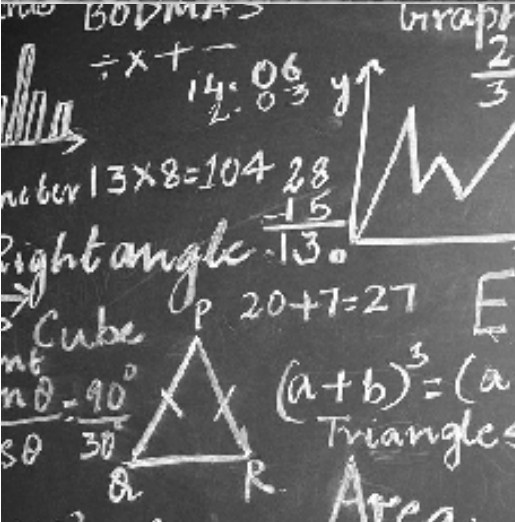 BODMAS
Graph
÷ × + −
14: 06
2: 03
2
3
y
13×8=104
28
-15
13.
Right angle
20+7=27
P
Cube
E
(a+b)³=(a
90°
30
Triangles
Q
R
Area